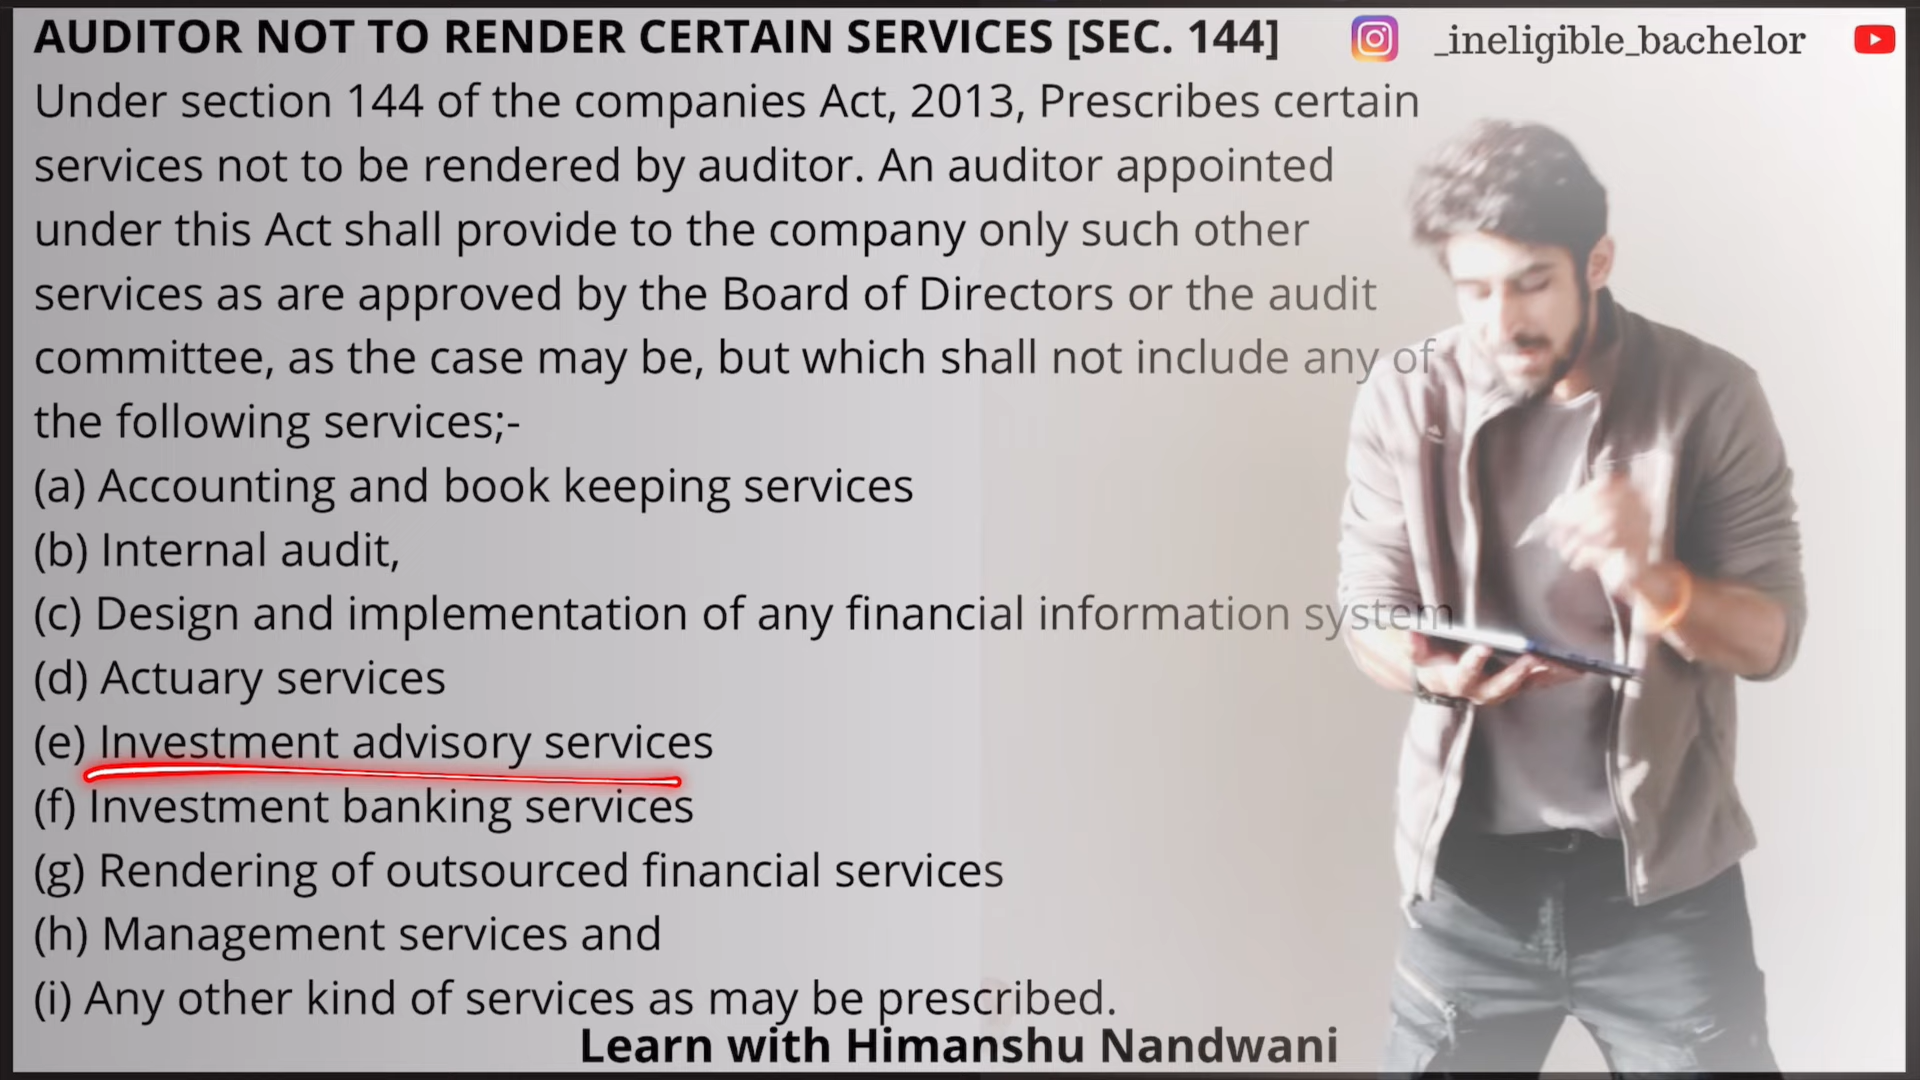 AUDITOR NOT TO RENDER CERTAIN SERVICES [SEC. 144]
_ineligible_bachelor
Under section 144 of the companies Act, 2013, Prescribes certain
services not to be rendered by auditor. An auditor appointed
under this Act shall provide to the company only such other
services as are approved by the Board of Directors or the audit
committee, as the case may be, but which shall not include any of
the following services;-
(a) Accounting and book keeping services
(b) Internal audit,
(c) Design and implementation of any financial information system
(d) Actuary services
(e) Investment advisory services
(f) Investment banking services
(g) Rendering of outsourced financial services
(h) Management services and
(i) Any other kind of services as may be prescribed.
Learn with Himanshu Nandwani